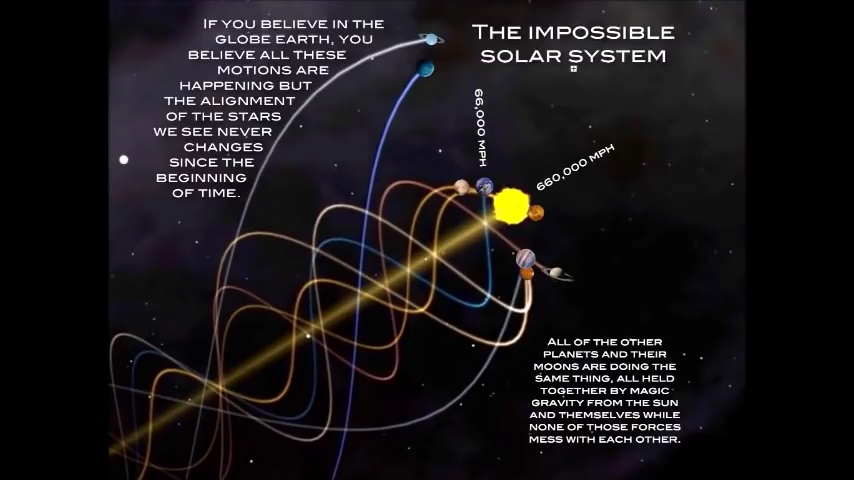 IF YOU BELIEVE IN THE
GLOBE EARTH, YOU
BELIEVE ALL THESE
MOTIONS ARE
HAPPENING BUT
THE ALIGNMENT
OF THE STARS
WE SEE NEVER
CHANGES
SINCE THE
BEGINNING
OF TIME.
THE IMPOSSIBLE
SOLAR SYSTEM
66,000 MPH
660,000 MPH
ALL OF THE OTHER
PLANETS AND THEIR
MOONS ARE DOING THE
SAME THING, ALL HELD
TOGETHER BY MAGIC
GRAVITY FROM THE SUN
AND THEMSELVES WHILE
NONE OF THOSE FORCES
MESS WITH EACH OTHER.